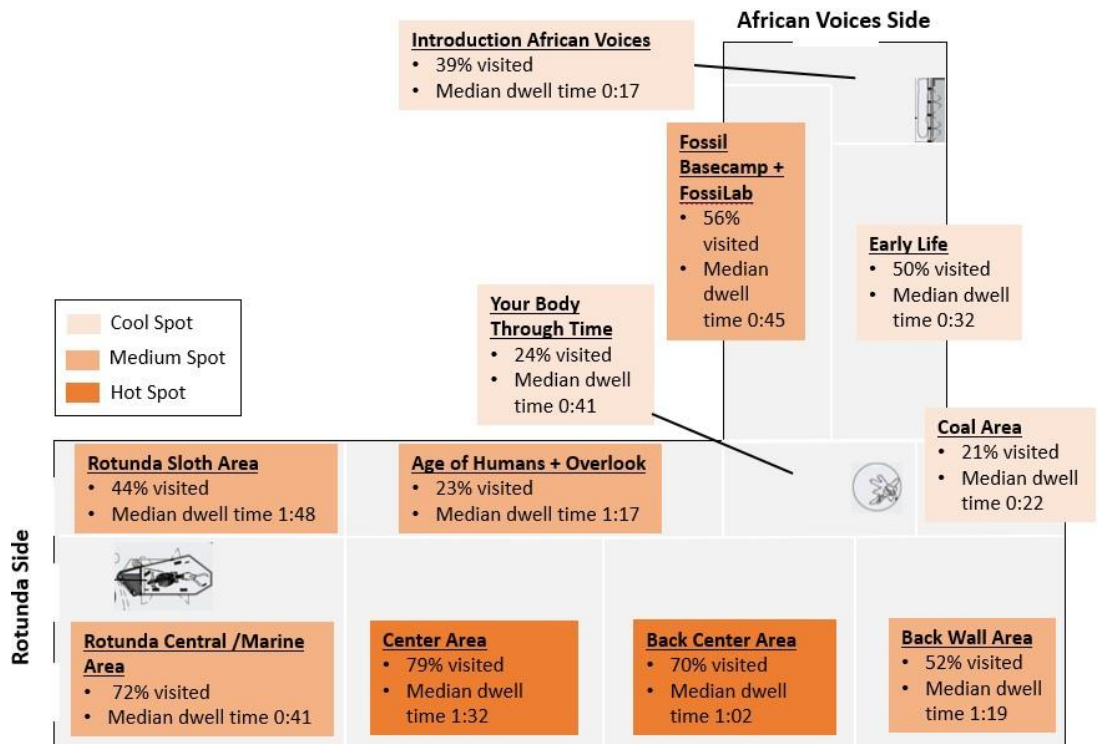 African Voices Side
Introduction African Voices
• 39% visited
• Median dwell time 0:17
Fossil
Basecamp +
FossiLab
• 56%
visited
• Median
dwell
time 0:45
Early Life
• 50% visited
• Median dwell
time 0:32
Your Body
Through Time
• 24% visited
• Median dwell
time 0:41
Cool Spot
Medium Spot
Hot Spot
Coal Area
• 21% visited
• Median dwell
time 0:22
Rotunda Sloth Area
• 44% visited
• Median dwell time 1:48
Age of Humans + Overlook
• 23% visited
• Median dwell time 1:17
Rotunda Side
Rotunda Central /Marine
Area
• 72% visited
• Median dwell time 0:41
Center Area
• 79% visited
• Median dwell
time 1:32
Back Center Area
• 70% visited
• Median dwell
time 1:02
Back Wall Area
• 52% visited
• Median dwell
time 1:19